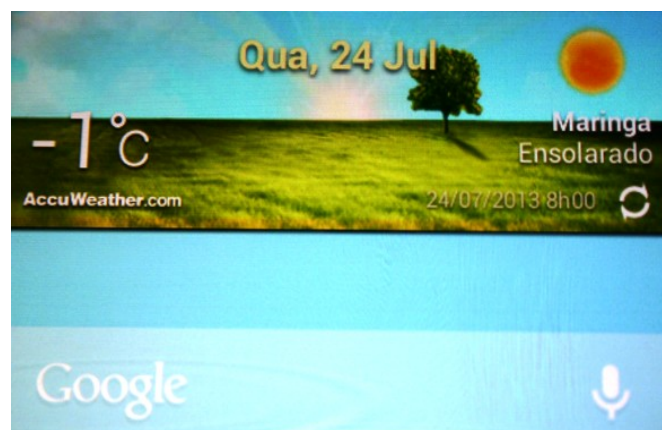 Qua, 24 Jul
-1°C
Maringa
Ensolarado
AccuWeather.com
24/07/2013 8h00
Google